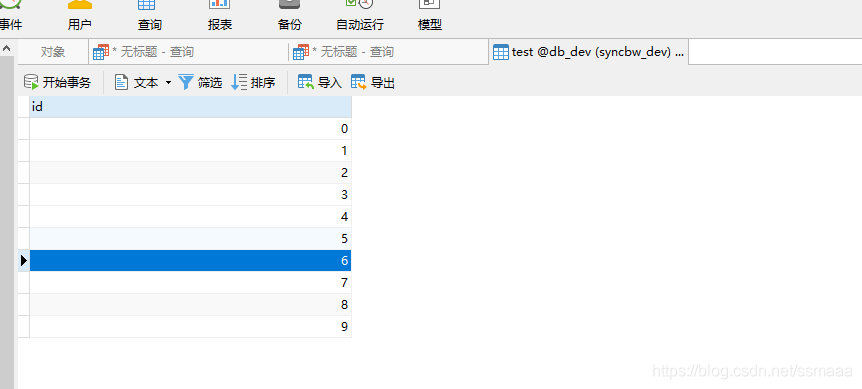 事件 用户 查询 报表 备份 自动运行 模型
对象 * 无标题 - 查询 * 无标题 - 查询 test @db_dev (syncbw_dev) ...
开始事务 文本 筛选 排序 导入 导出
id
0
1
2
3
4
5
6
7
8
9
https://blog.csdn.net/ssmaaa